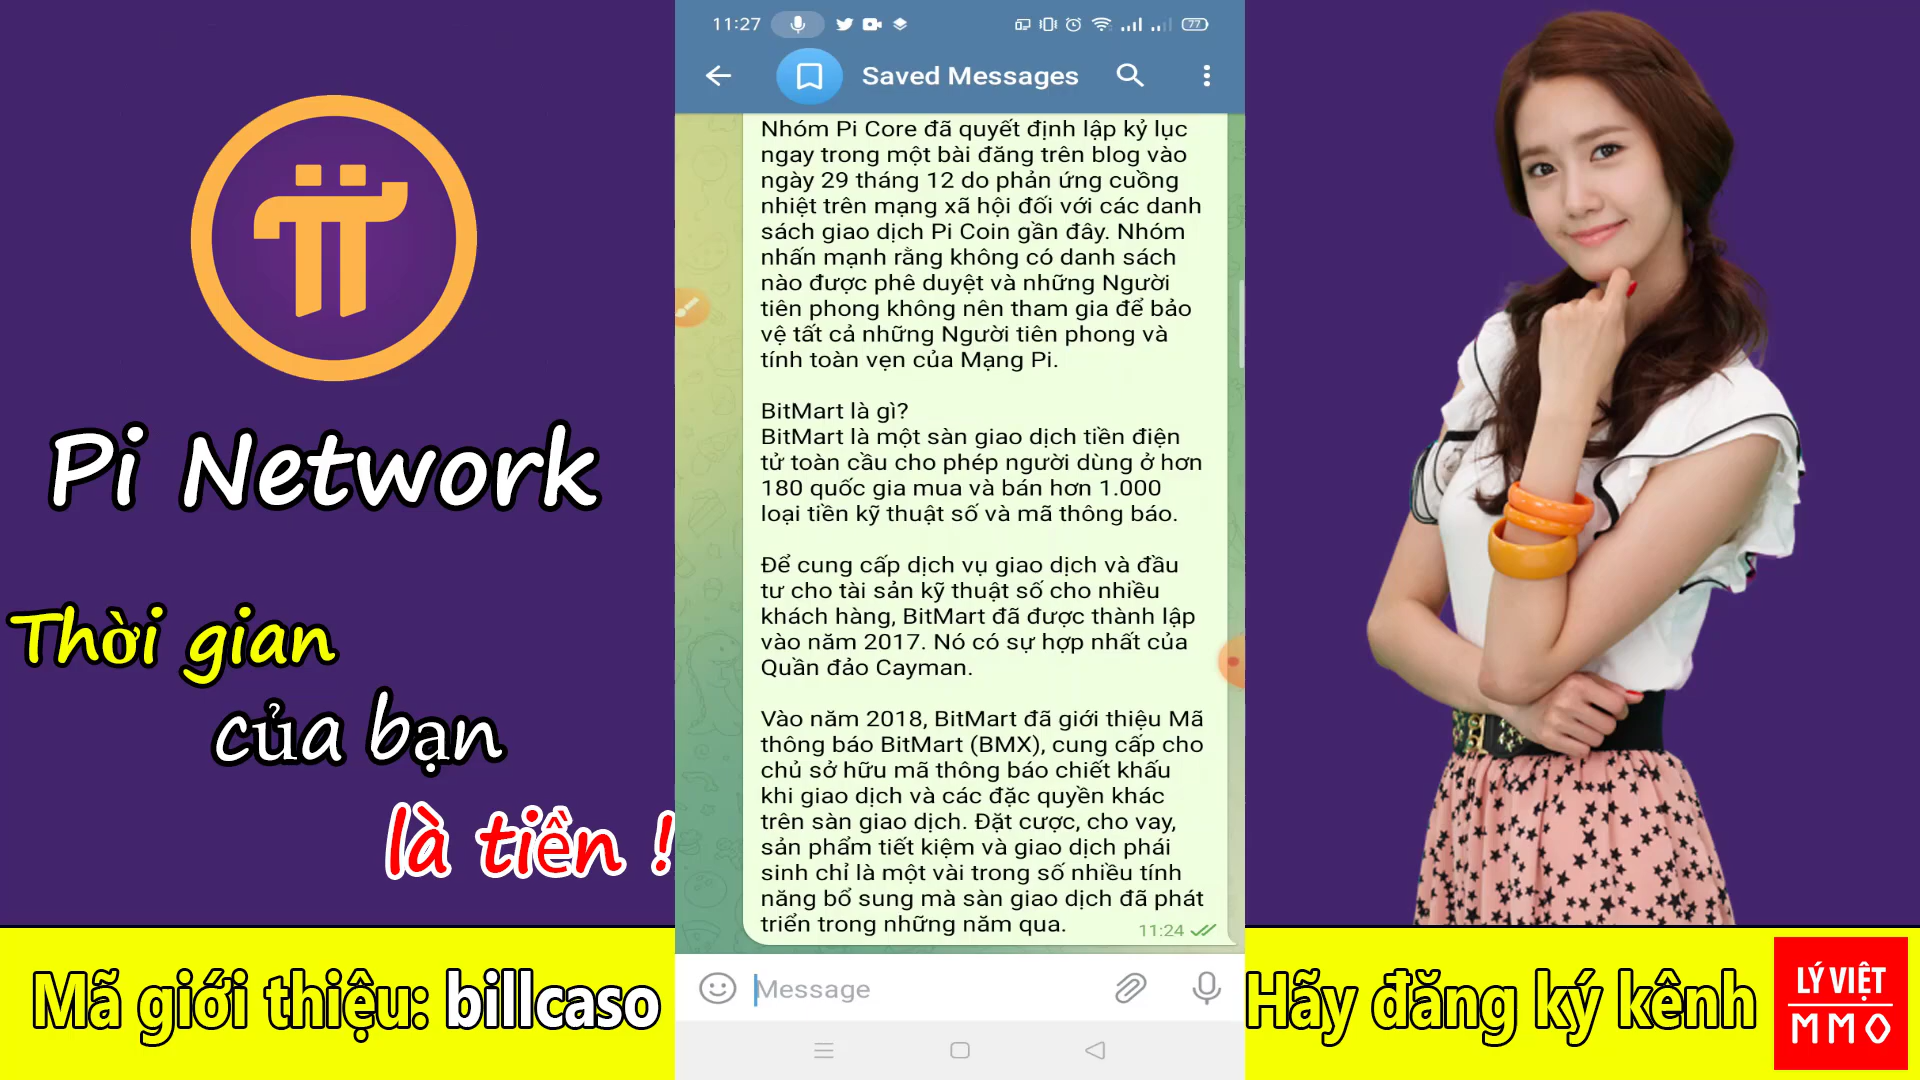 Pi Network
Thời gian
của bạn
là tiền !
Mã giới thiệu: billcaso
11:27
77
Saved Messages
Nhóm Pi Core đã quyết định lập kỷ lục
ngay trong một bài đăng trên blog vào
ngày 29 tháng 12 do phản ứng cuồng
nhiệt trên mạng xã hội đối với các danh
sách giao dịch Pi Coin gần đây. Nhóm
nhấn mạnh rằng không có danh sách
nào được phê duyệt và những Người
tiên phong không nên tham gia để bảo
vệ tất cả những Người tiên phong và
tính toàn vẹn của Mạng Pi.
BitMart là gì?
BitMart là một sàn giao dịch tiền điện
tử toàn cầu cho phép người dùng ở hơn
180 quốc gia mua và bán hơn 1.000
loại tiền kỹ thuật số và mã thông báo.
Để cung cấp dịch vụ giao dịch và đầu
tư cho tài sản kỹ thuật số cho nhiều
khách hàng, BitMart đã được thành lập
vào năm 2017. Nó có sự hợp nhất của
Quần đảo Cayman.
Vào năm 2018, BitMart đã giới thiệu Mã
thông báo BitMart (BMX), cung cấp cho
chủ sở hữu mã thông báo chiết khấu
khi giao dịch và các đặc quyền khác
trên sàn giao dịch. Đặt cược, cho vay,
sản phẩm tiết kiệm và giao dịch phái
sinh chỉ là một vài trong số nhiều tính
năng bổ sung mà sàn giao dịch đã phát
triển trong những năm qua.
11:24
Message
Hãy đăng ký kênh
LÝ VIỆT
MMO